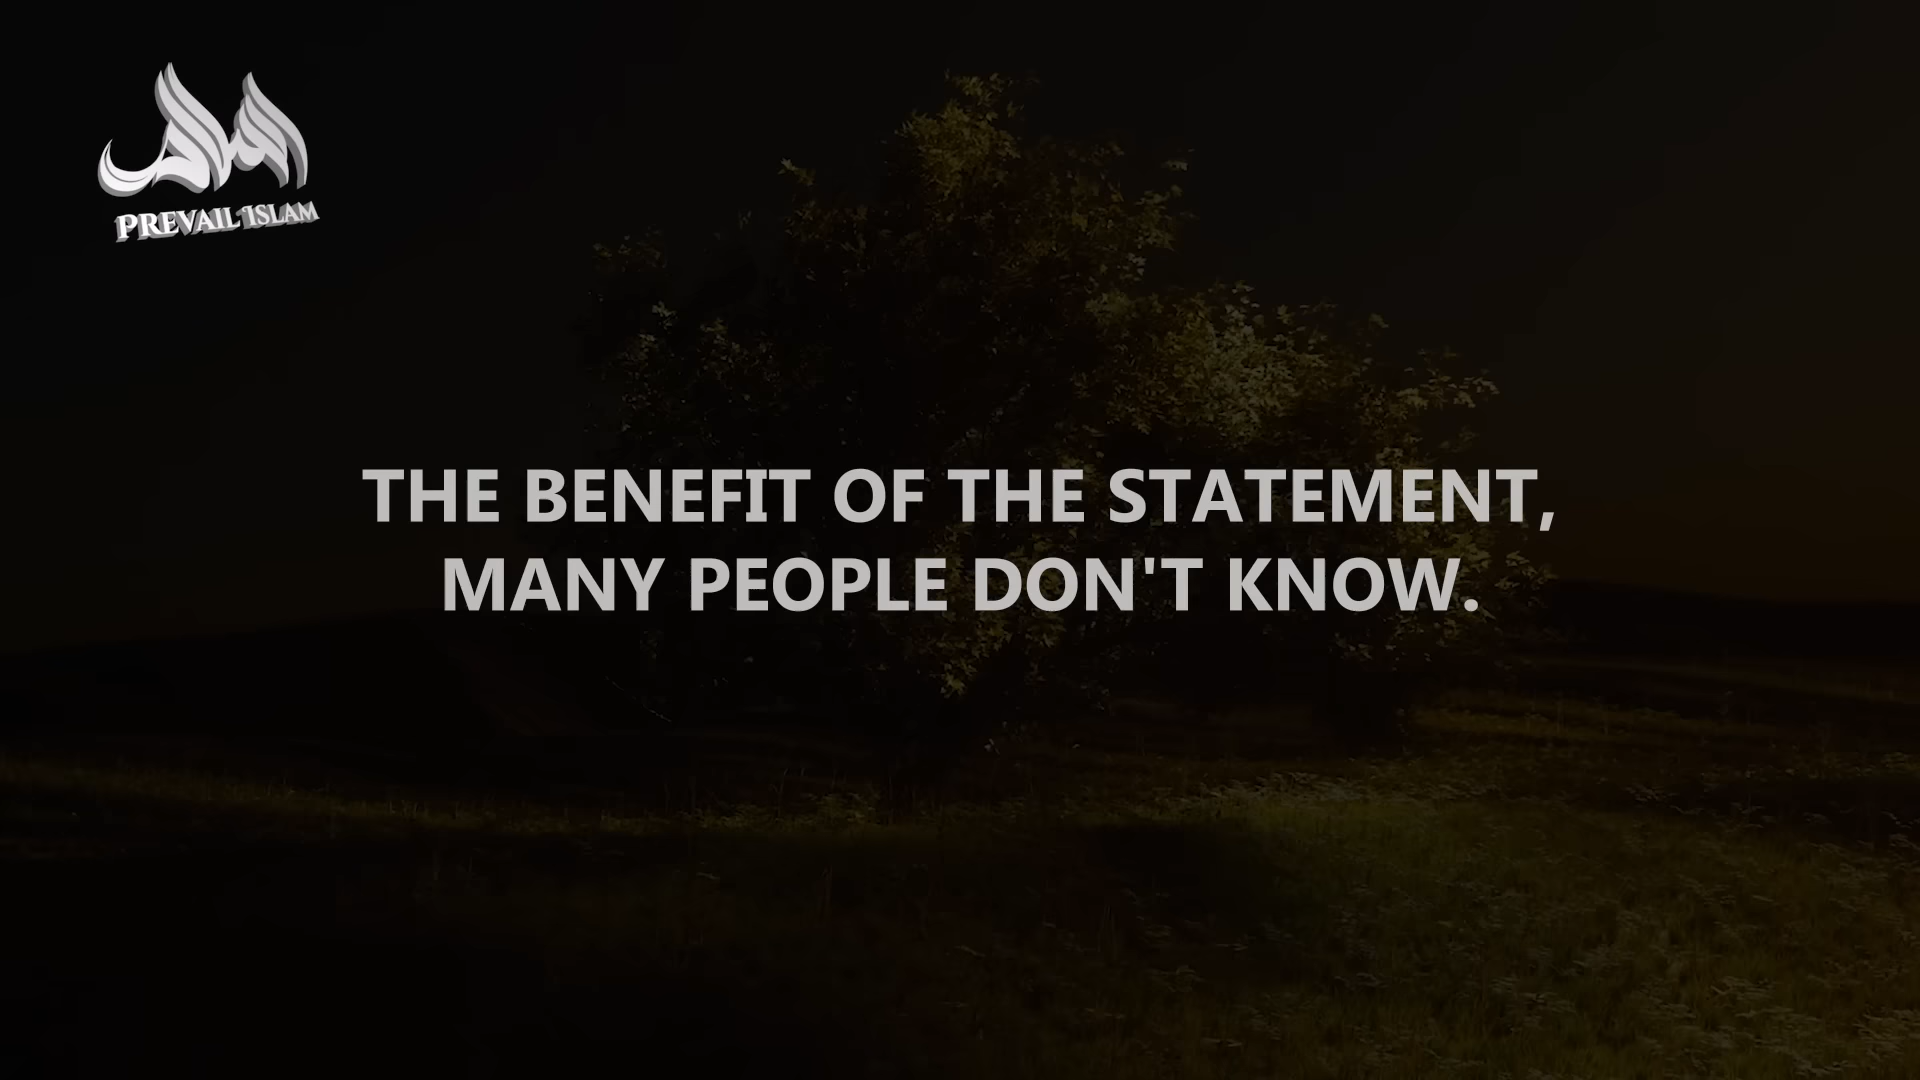 PREVAIL ISLAM
THE BENEFIT OF THE STATEMENT,
MANY PEOPLE DON'T KNOW.